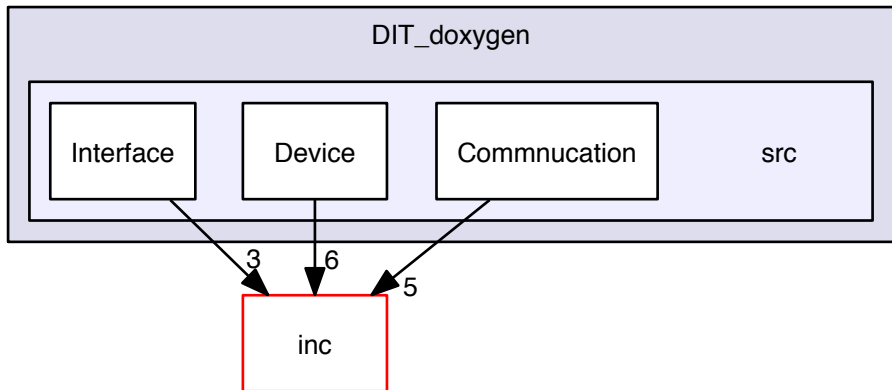 DIT_doxygen
Interface
Device
Commnucation
src
3
6
5
inc